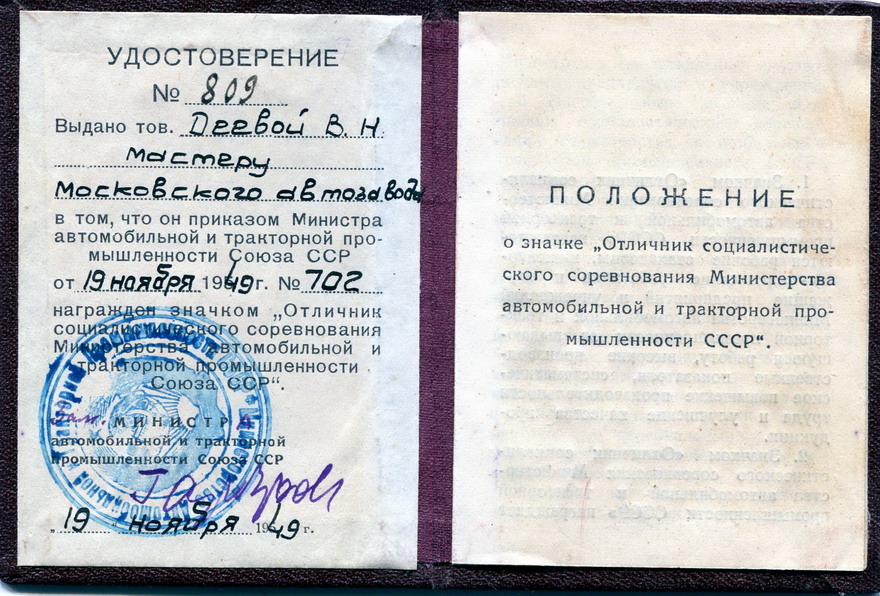 УДОСТОВЕРЕНИЕ
№ 809
Выдано тов. Деевой В. Н.
мастеру
Московского автозавода
в том, что он приказом Министра
автомобильной и тракторной про-
мышленности Союза ССР
от 19 ноября 1949 г. № 702
награжден значком „Отличник
социалистического соревнования
Министерства автомобильной и
тракторной промышленности
Союза ССР“.
Зам. МИНИСТР
автомобильной и тракторной
промышленности Союза ССР
„19 ноября 1949 г.
ПОЛОЖЕНИЕ
о значке „Отличник социалистиче-
ского соревнования Министерства
автомобильной и тракторной про-
мышленности СССР“.